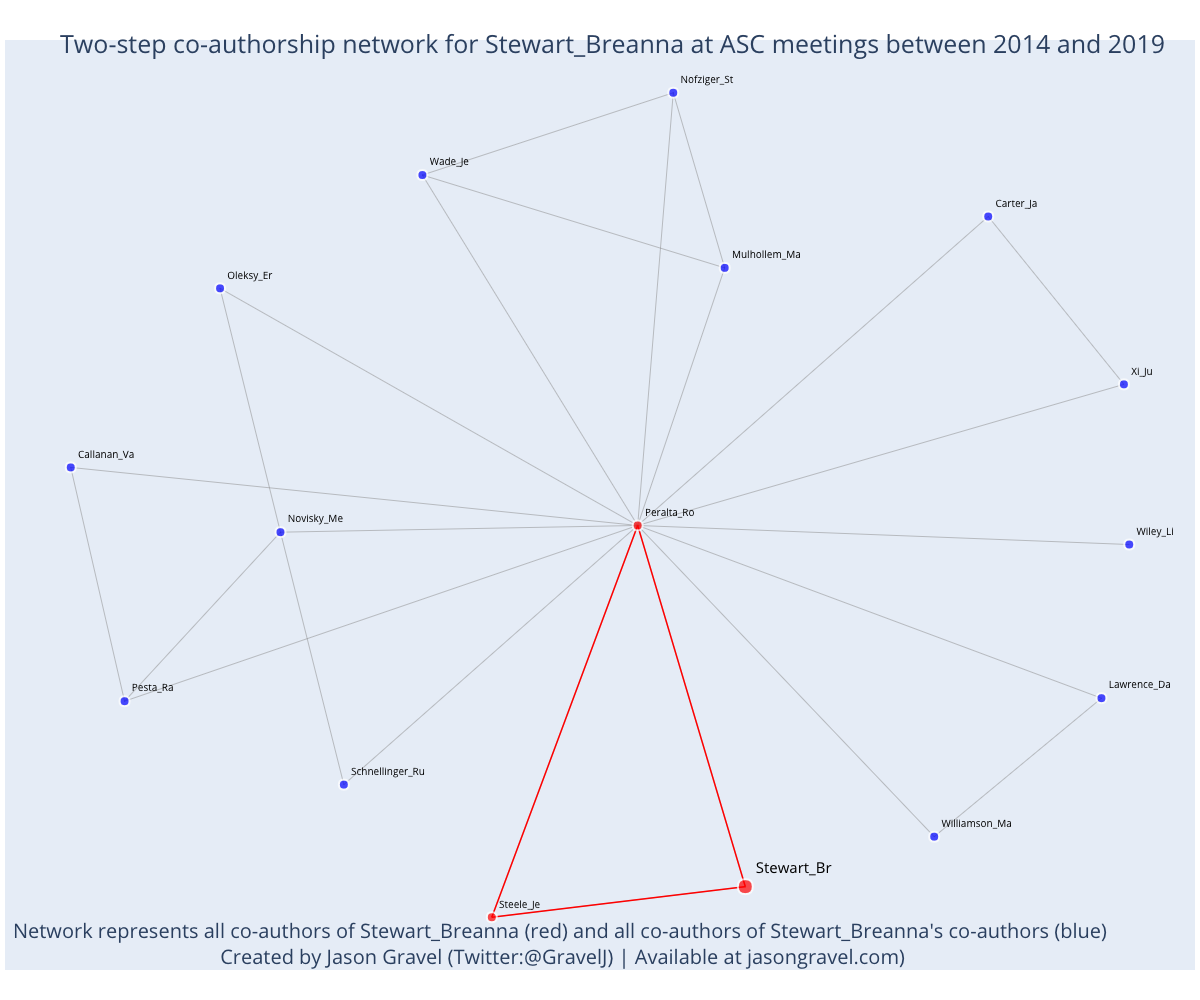 Two-step co-authorship network for Stewart_Breanna at ASC meetings between 2014 and 2019
Nofziger_St
Wade_Je
Carter_Ja
Mulhollem_Ma
Oleksy_Er
Xi_Ju
Callanan_Va
Peralta_Ro
Novisky_Me
Wiley_Li
Lawrence_Da
Pesta_Ra
Schnellinger_Ru
Williamson_Ma
Stewart_Br
Steele_Je
Network represents all co-authors of Stewart_Breanna (red) and all co-authors of Stewart_Breanna's co-authors (blue)
Created by Jason Gravel (Twitter:@GravelJ) | Available at jasongravel.com)